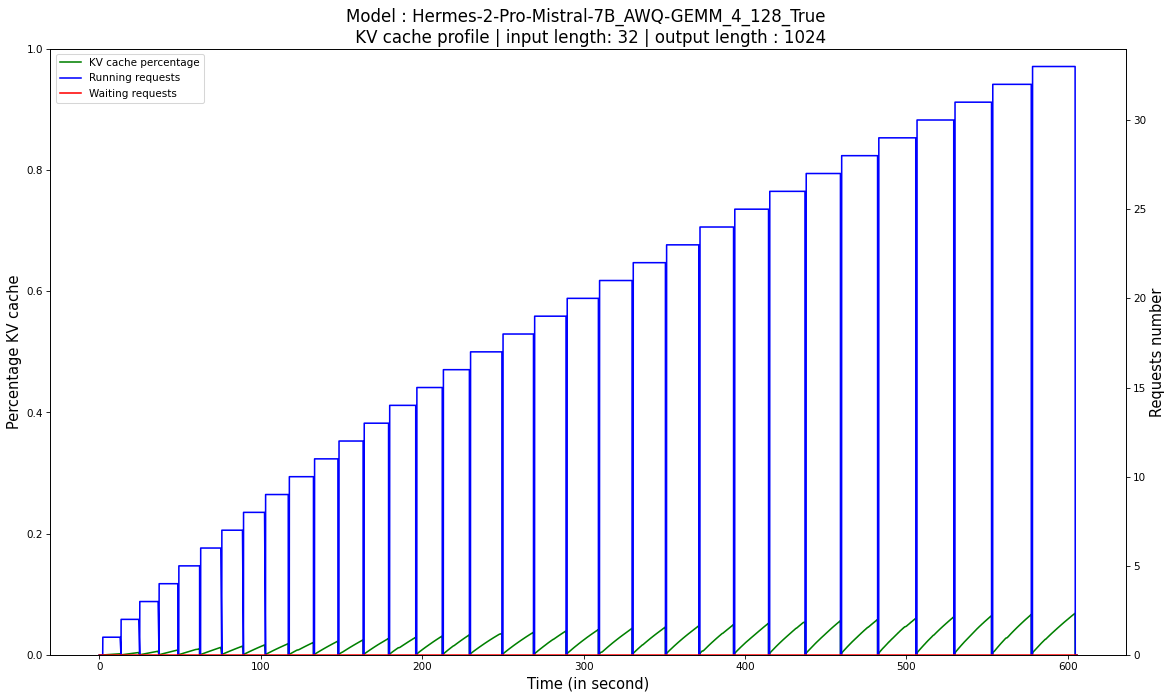 Model : Hermes-2-Pro-Mistral-7B_AWQ-GEMM_4_128_True
KV cache profile | input length: 32 | output length : 1024
KV cache percentage
Running requests
Waiting requests
Percentage KV cache
1.0
0.8
0.6
0.4
0.2
0.0
Requests number
30
25
20
15
10
5
0
0 100 200 300 400 500 600
Time (in second)